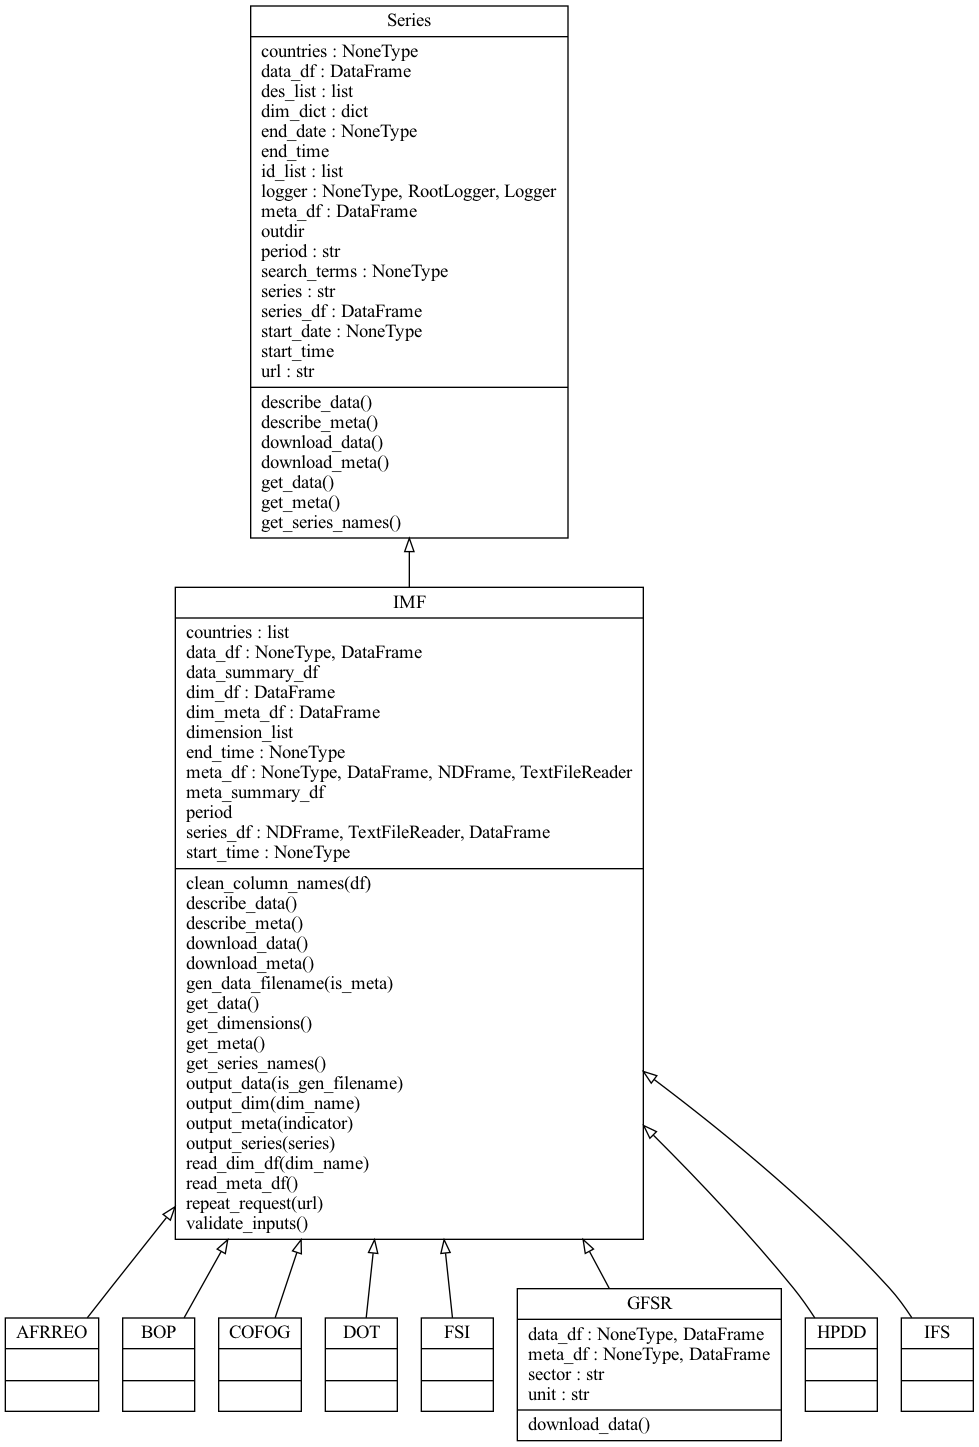 Series
countries : NoneType
data_df : DataFrame
des_list : list
dim_dict : dict
end_date : NoneType
end_time
id_list : list
logger : NoneType, RootLogger, Logger
meta_df : DataFrame
outdir
period : str
search_terms : NoneType
series : str
series_df : DataFrame
start_date : NoneType
start_time
url : str
describe_data()
describe_meta()
download_data()
download_meta()
get_data()
get_meta()
get_series_names()
IMF
countries : list
data_df : NoneType, DataFrame
data_summary_df
dim_df : DataFrame
dim_meta_df : DataFrame
dimension_list
end_time : NoneType
meta_df : NoneType, DataFrame, NDFrame, TextFileReader
meta_summary_df
period
series_df : NDFrame, TextFileReader, DataFrame
start_time : NoneType
clean_column_names(df)
describe_data()
describe_meta()
download_data()
download_meta()
gen_data_filename(is_meta)
get_data()
get_dimensions()
get_meta()
get_series_names()
output_data(is_gen_filename)
output_dim(dim_name)
output_meta(indicator)
output_series(series)
read_dim_df(dim_name)
read_meta_df()
repeat_request(url)
validate_inputs()
AFRREO
BOP
COFOG
DOT
FSI
GFSR
data_df : NoneType, DataFrame
meta_df : NoneType, DataFrame
sector : str
unit : str
download_data()
HPDD
IFS